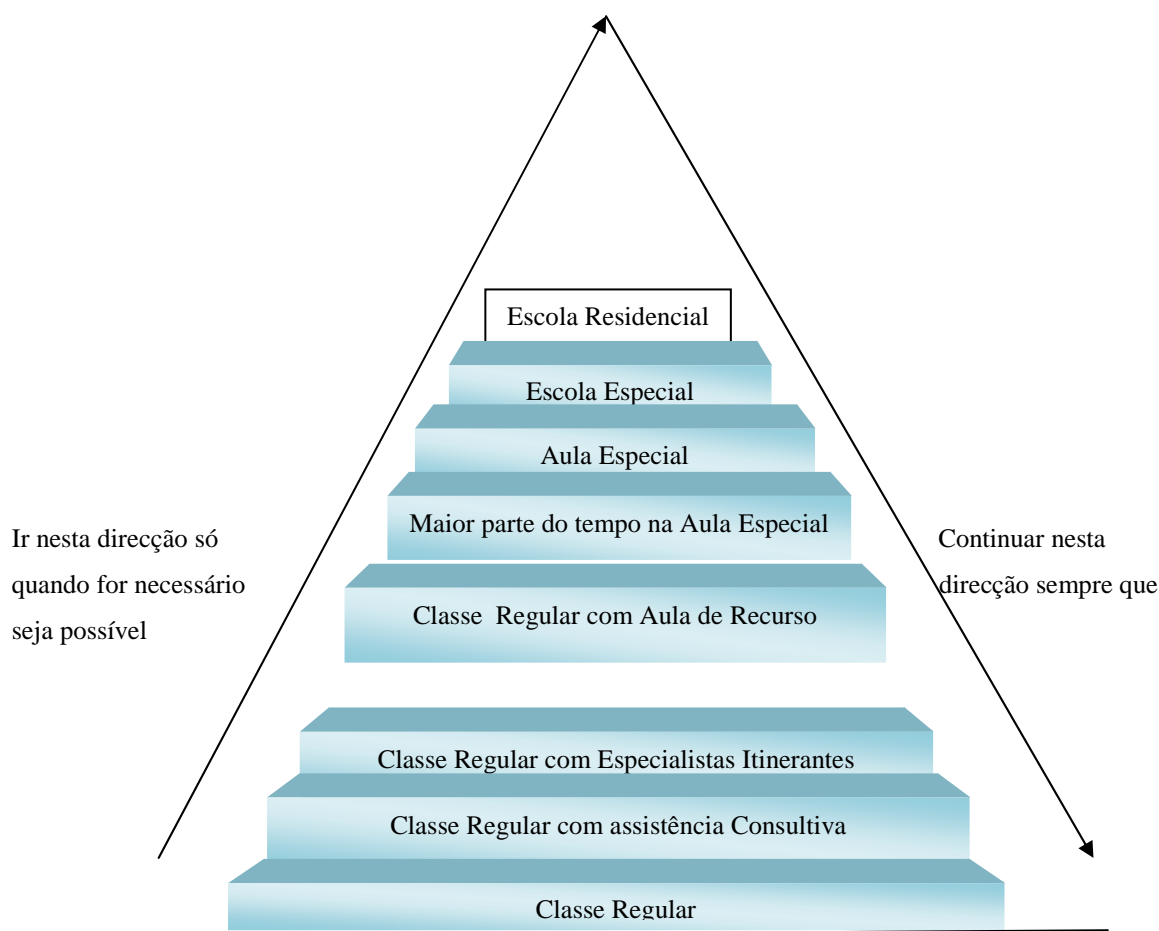 Escola Residencial
Escola Especial
Aula Especial
Maior parte do tempo na Aula Especial
Ir nesta direcção só
quando for necessário
seja possível
Continuar nesta
direcção sempre que
Classe Regular com Aula de Recurso
Classe Regular com Especialistas Itinerantes
Classe Regular com assistência Consultiva
Classe Regular